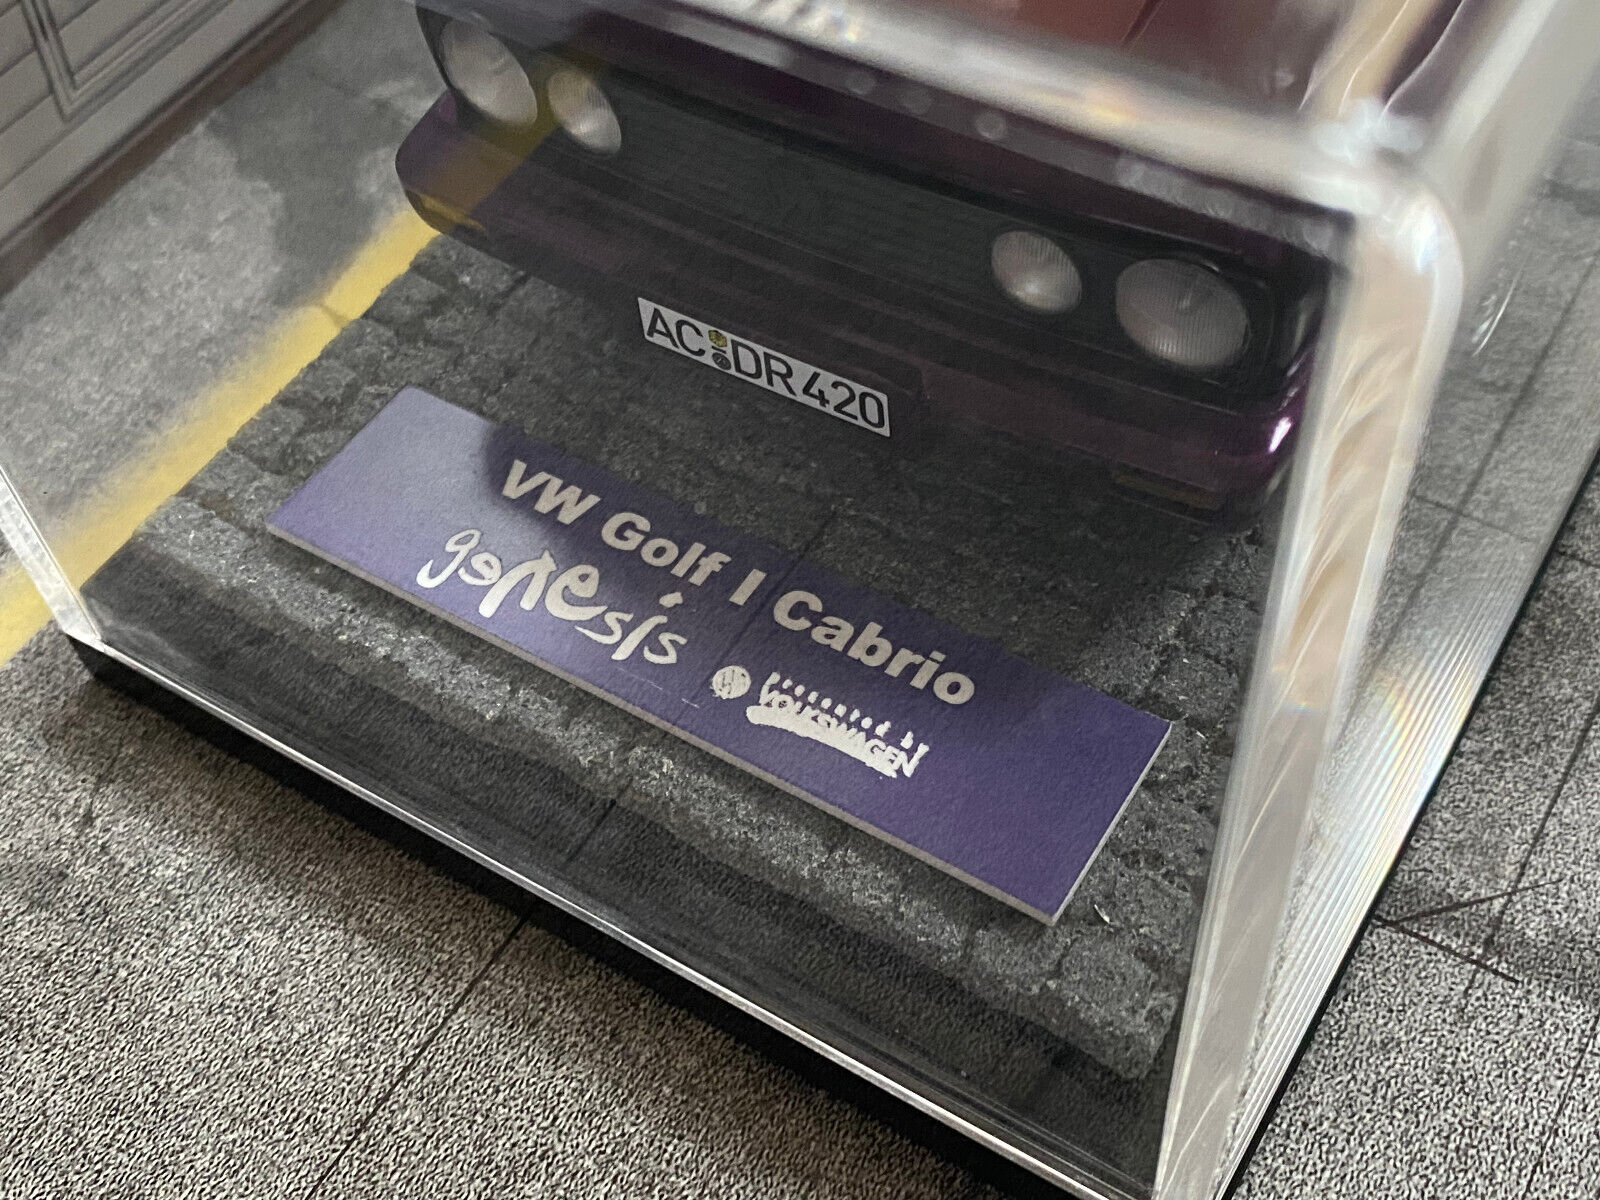 AC DR 420
VW Golf I Cabrio
genesis
presented by
VOLKSWAGEN